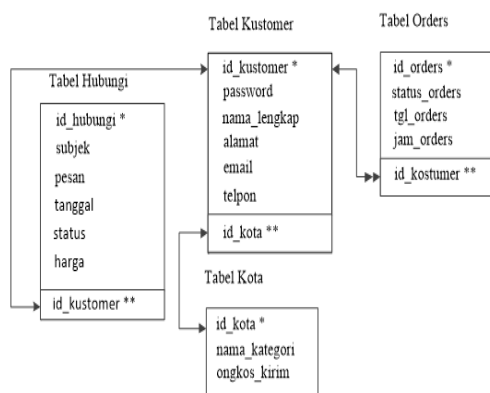 Tabel Hubungi
id_hubungi *
subjek
pesan
tanggal
status
harga
id_kustomer **
Tabel Kustomer
id_kustomer *
password
nama_lengkap
alamat
email
telpon
id_kota **
Tabel Orders
id_orders *
status_orders
tgl_orders
jam_orders
id_kostumer **
Tabel Kota
id_kota *
nama_kategori
ongkos_kirim